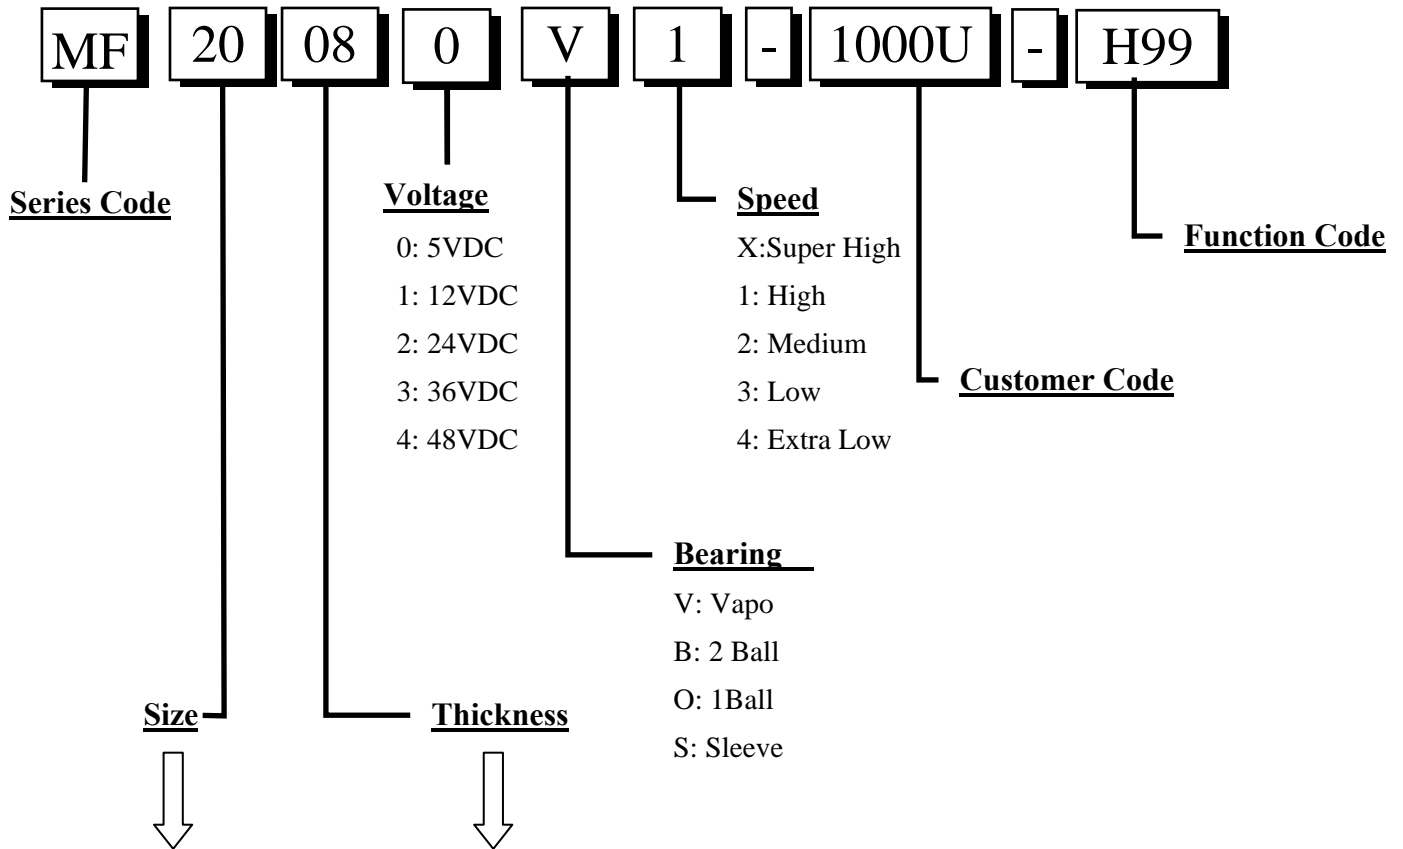 MF 20 08 0 V 1 - 1000U - H99
Series Code
Voltage
0: 5VDC
1: 12VDC
2: 24VDC
3: 36VDC
4: 48VDC
Speed
X:Super High
1: High
2: Medium
3: Low
4: Extra Low
Function Code
Customer Code
Bearing
V: Vapo
B: 2 Ball
O: 1Ball
S: Sleeve
Size
Thickness